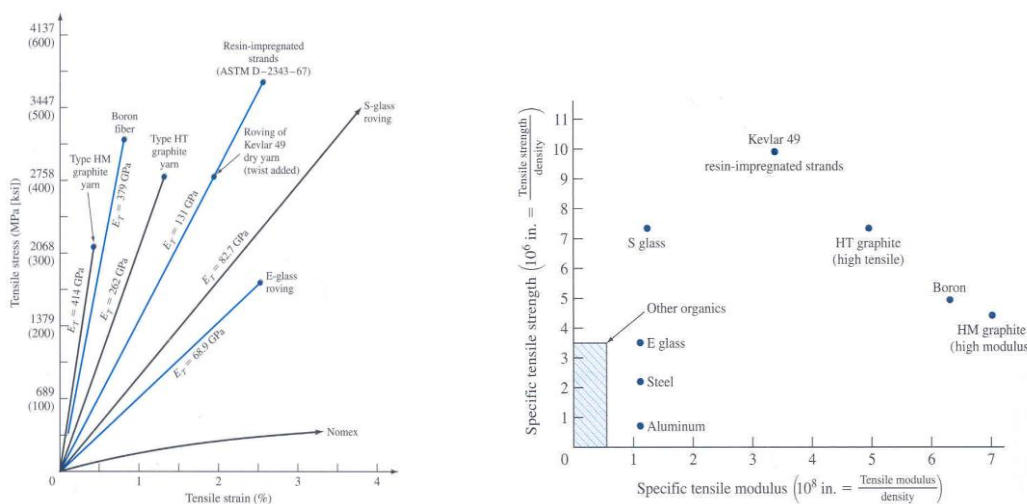 4137
(600)
3447
(500)
2758
(400)
2068
(300)
1379
(200)
689
(100)
Tensile stress (MPa [ksi])
0
1
2
3
4
Tensile strain (%)
Type HM
graphite
yarn
Boron
fiber
Type HT
graphite
yarn
Resin-impregnated
strands
(ASTM D–2343–67)
Roving of
Kevlar 49
dry yarn
(twist added)
S-glass
roving
E-glass
roving
Nomex
E_T = 414 GPa
E_T = 379 GPa
E_T = 262 GPa
E_T = 131 GPa
E_T = 82.7 GPa
E_T = 68.9 GPa
11
10
9
8
7
6
5
4
3
2
1
Specific tensile strength (10⁶ in. = Tensile strength / density)
0
1
2
3
4
5
6
7
Specific tensile modulus (10⁸ in. = Tensile modulus / density)
Kevlar 49
resin-impregnated strands
S glass
HT graphite
(high tensile)
Boron
HM graphite
(high modulus
Other organics
E glass
Steel
Aluminum